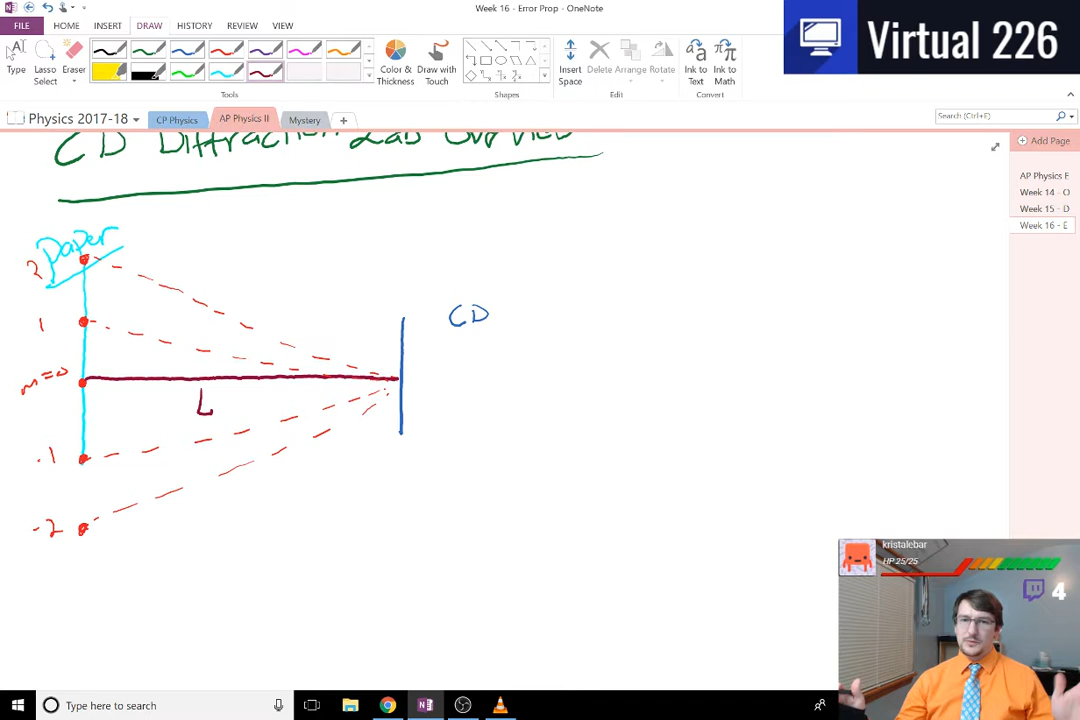 Week 16 - Error Prop - OneNote
FILE HOME INSERT DRAW HISTORY REVIEW VIEW
Virtual 226
Type Lasso Select Eraser Color & Thickness Draw with Touch Insert Space Delete Arrange Rotate Ink to Text Ink to Math
Tools Shapes Edit Convert
Physics 2017-18 CP Physics AP Physics II Mystery
Search (Ctrl+E)
CD Diffraction Lab Overview
Add Page
AP Physics E
Week 14 - O
Week 15 - D
Week 16 - E
Paper
2
1
CD
m=0
L
-1
-2
kristalebar
HP 25/25
4
Type here to search